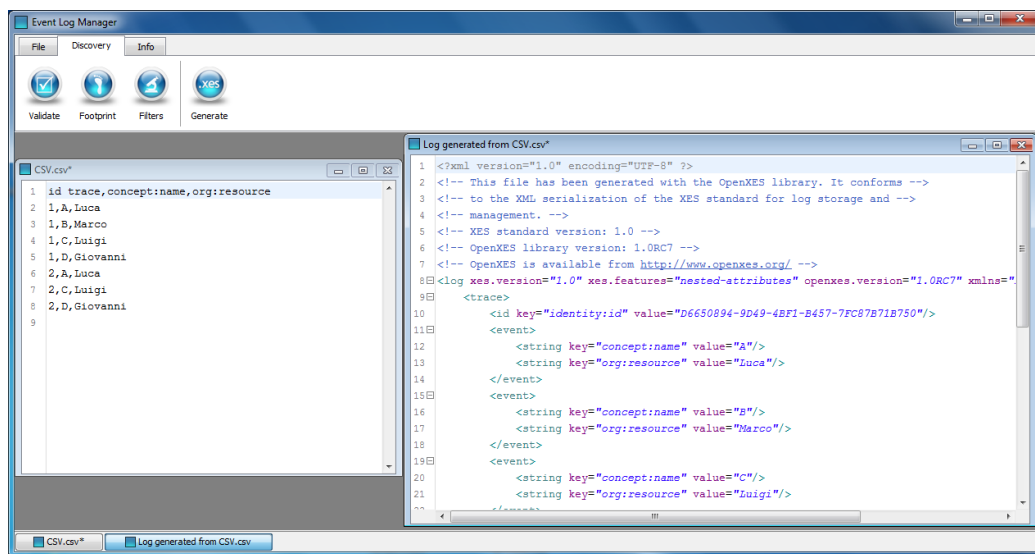 Event Log Manager
File Discovery Info
Validate Footprint Filters .xes Generate
CSV.csv*
1 id trace,concept:name,org:resource
2 1,A,Luca
3 1,B,Marco
4 1,C,Luigi
5 1,D,Giovanni
6 2,A,Luca
7 2,C,Luigi
8 2,D,Giovanni
9
Log generated from CSV.csv*
1 <?xml version="1.0" encoding="UTF-8" ?>
2 <!-- This file has been generated with the OpenXES library. It conforms -->
3 <!-- to the XML serialization of the XES standard for log storage and -->
4 <!-- management. -->
5 <!-- XES standard version: 1.0 -->
6 <!-- OpenXES library version: 1.0RC7 -->
7 <!-- OpenXES is available from http://www.openxes.org/ -->
8 <log xes.version="1.0" xes.features="nested-attributes" openxes.version="1.0RC7" xmlns="
9 <trace>
10 <id key="identity:id" value="D6650894-9D49-4BF1-B457-7FC87B71B750"/>
11 <event>
12 <string key="concept:name" value="A"/>
13 <string key="org:resource" value="Luca"/>
14 </event>
15 <event>
16 <string key="concept:name" value="B"/>
17 <string key="org:resource" value="Marco"/>
18 </event>
19 <event>
20 <string key="concept:name" value="C"/>
21 <string key="org:resource" value="Luigi"/>
22 </event>
CSV.csv* Log generated from CSV.csv